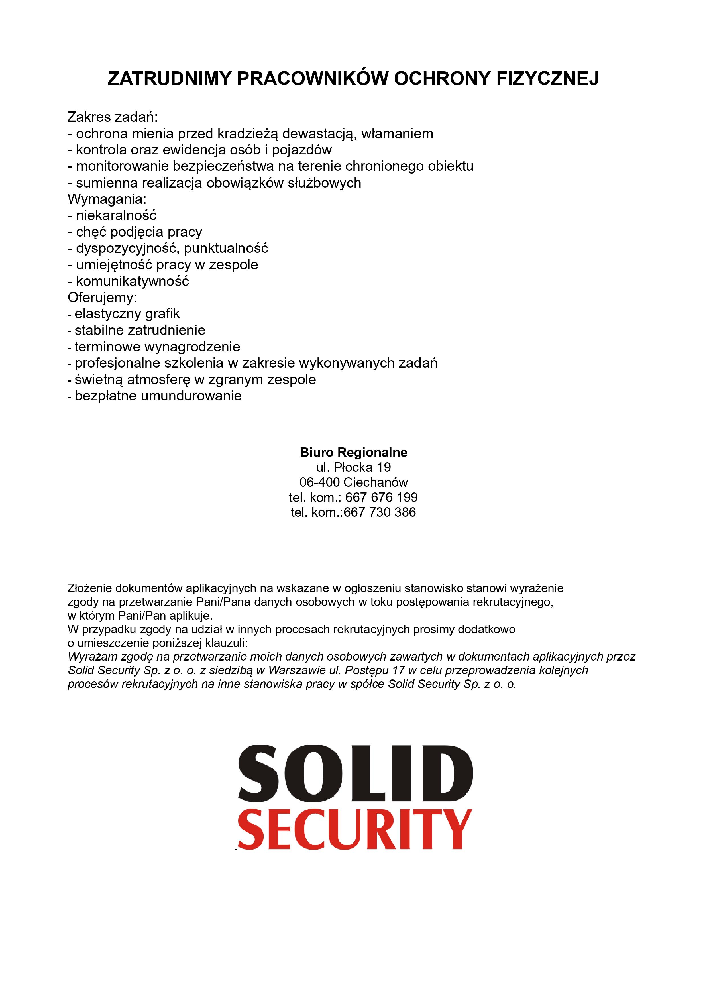 ZATRUDNIMY PRACOWNIKÓW OCHRONY FIZYCZNEJ
Zakres zadań:
- ochrona mienia przed kradzieżą dewastacją, włamaniem
- kontrola oraz ewidencja osób i pojazdów
- monitorowanie bezpieczeństwa na terenie chronionego obiektu
- sumienna realizacja obowiązków służbowych
Wymagania:
- niekaralność
- chęć podjęcia pracy
- dyspozycyjność, punktualność
- umiejętność pracy w zespole
- komunikatywność
Oferujemy:
- elastyczny grafik
- stabilne zatrudnienie
- terminowe wynagrodzenie
- profesjonalne szkolenia w zakresie wykonywanych zadań
- świetną atmosferę w zgranym zespole
- bezpłatne umundurowanie
Biuro Regionalne
ul. Płocka 19
06-400 Ciechanów
tel. kom.: 667 676 199
tel. kom.:667 730 386
Złożenie dokumentów aplikacyjnych na wskazane w ogłoszeniu stanowisko stanowi wyrażenie
zgody na przetwarzanie Pani/Pana danych osobowych w toku postępowania rekrutacyjnego,
w którym Pani/Pan aplikuje.
W przypadku zgody na udział w innych procesach rekrutacyjnych prosimy dodatkowo
o umieszczenie poniższej klauzuli:
Wyrażam zgodę na przetwarzanie moich danych osobowych zawartych w dokumentach aplikacyjnych przez
Solid Security Sp. z o. o. z siedzibą w Warszawie ul. Postępu 17 w celu przeprowadzenia kolejnych
procesów rekrutacyjnych na inne stanowiska pracy w spółce Solid Security Sp. z o. o.
SOLID
.SECURITY